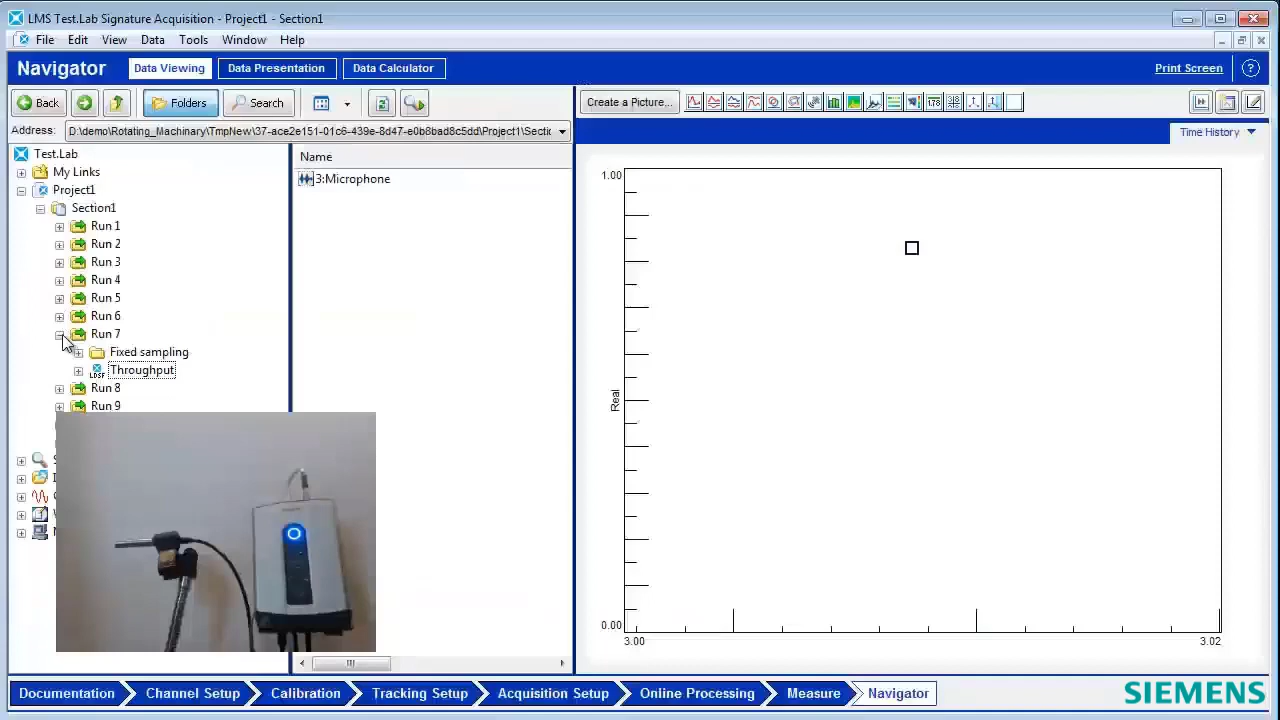 LMS Test.Lab Signature Acquisition - Project1 - Section1
File Edit View Data Tools Window Help
Navigator Data Viewing Data Presentation Data Calculator Print Screen
Back Folders Search Create a Picture...
Address: D:\demo\Rotating_Machinary\TmpNew\37-ace2e151-01c6-439e-8d47-e0b8bad8c5dd\Project1\Sectic
Time History
Test.Lab
My Links
Project1
Section1
Run 1
Run 2
Run 3
Run 4
Run 5
Run 6
Run 7
Fixed sampling
LDSF Throughput
Run 8
Run 9
Name
3:Microphone
1.00
Real
0.00
3.00 3.02
Documentation Channel Setup Calibration Tracking Setup Acquisition Setup Online Processing Measure Navigator
SIEMENS